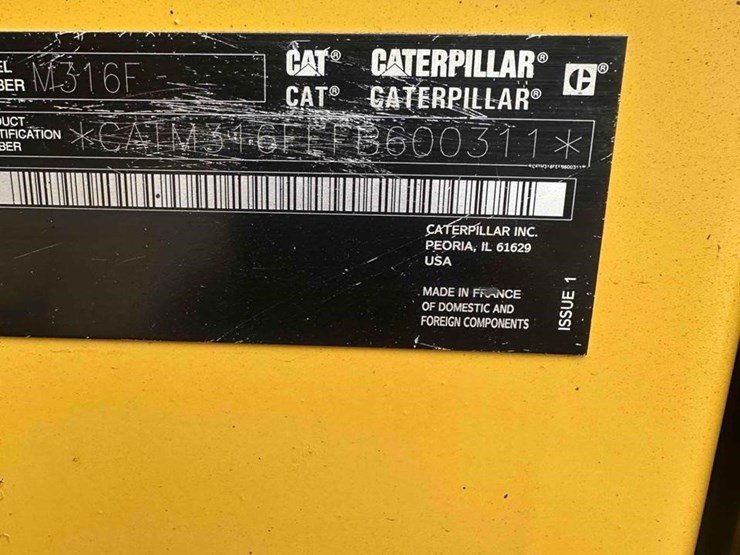 EL
BER M316F
CAT® CATERPILLAR®
CAT® CATERPILLAR®
DUCT
TIFICATION
BER *CATM316FEFB600311*
CATERPILLAR INC.
PEORIA, IL 61629
USA
MADE IN FRANCE
OF DOMESTIC AND
FOREIGN COMPONENTS
ISSUE 1